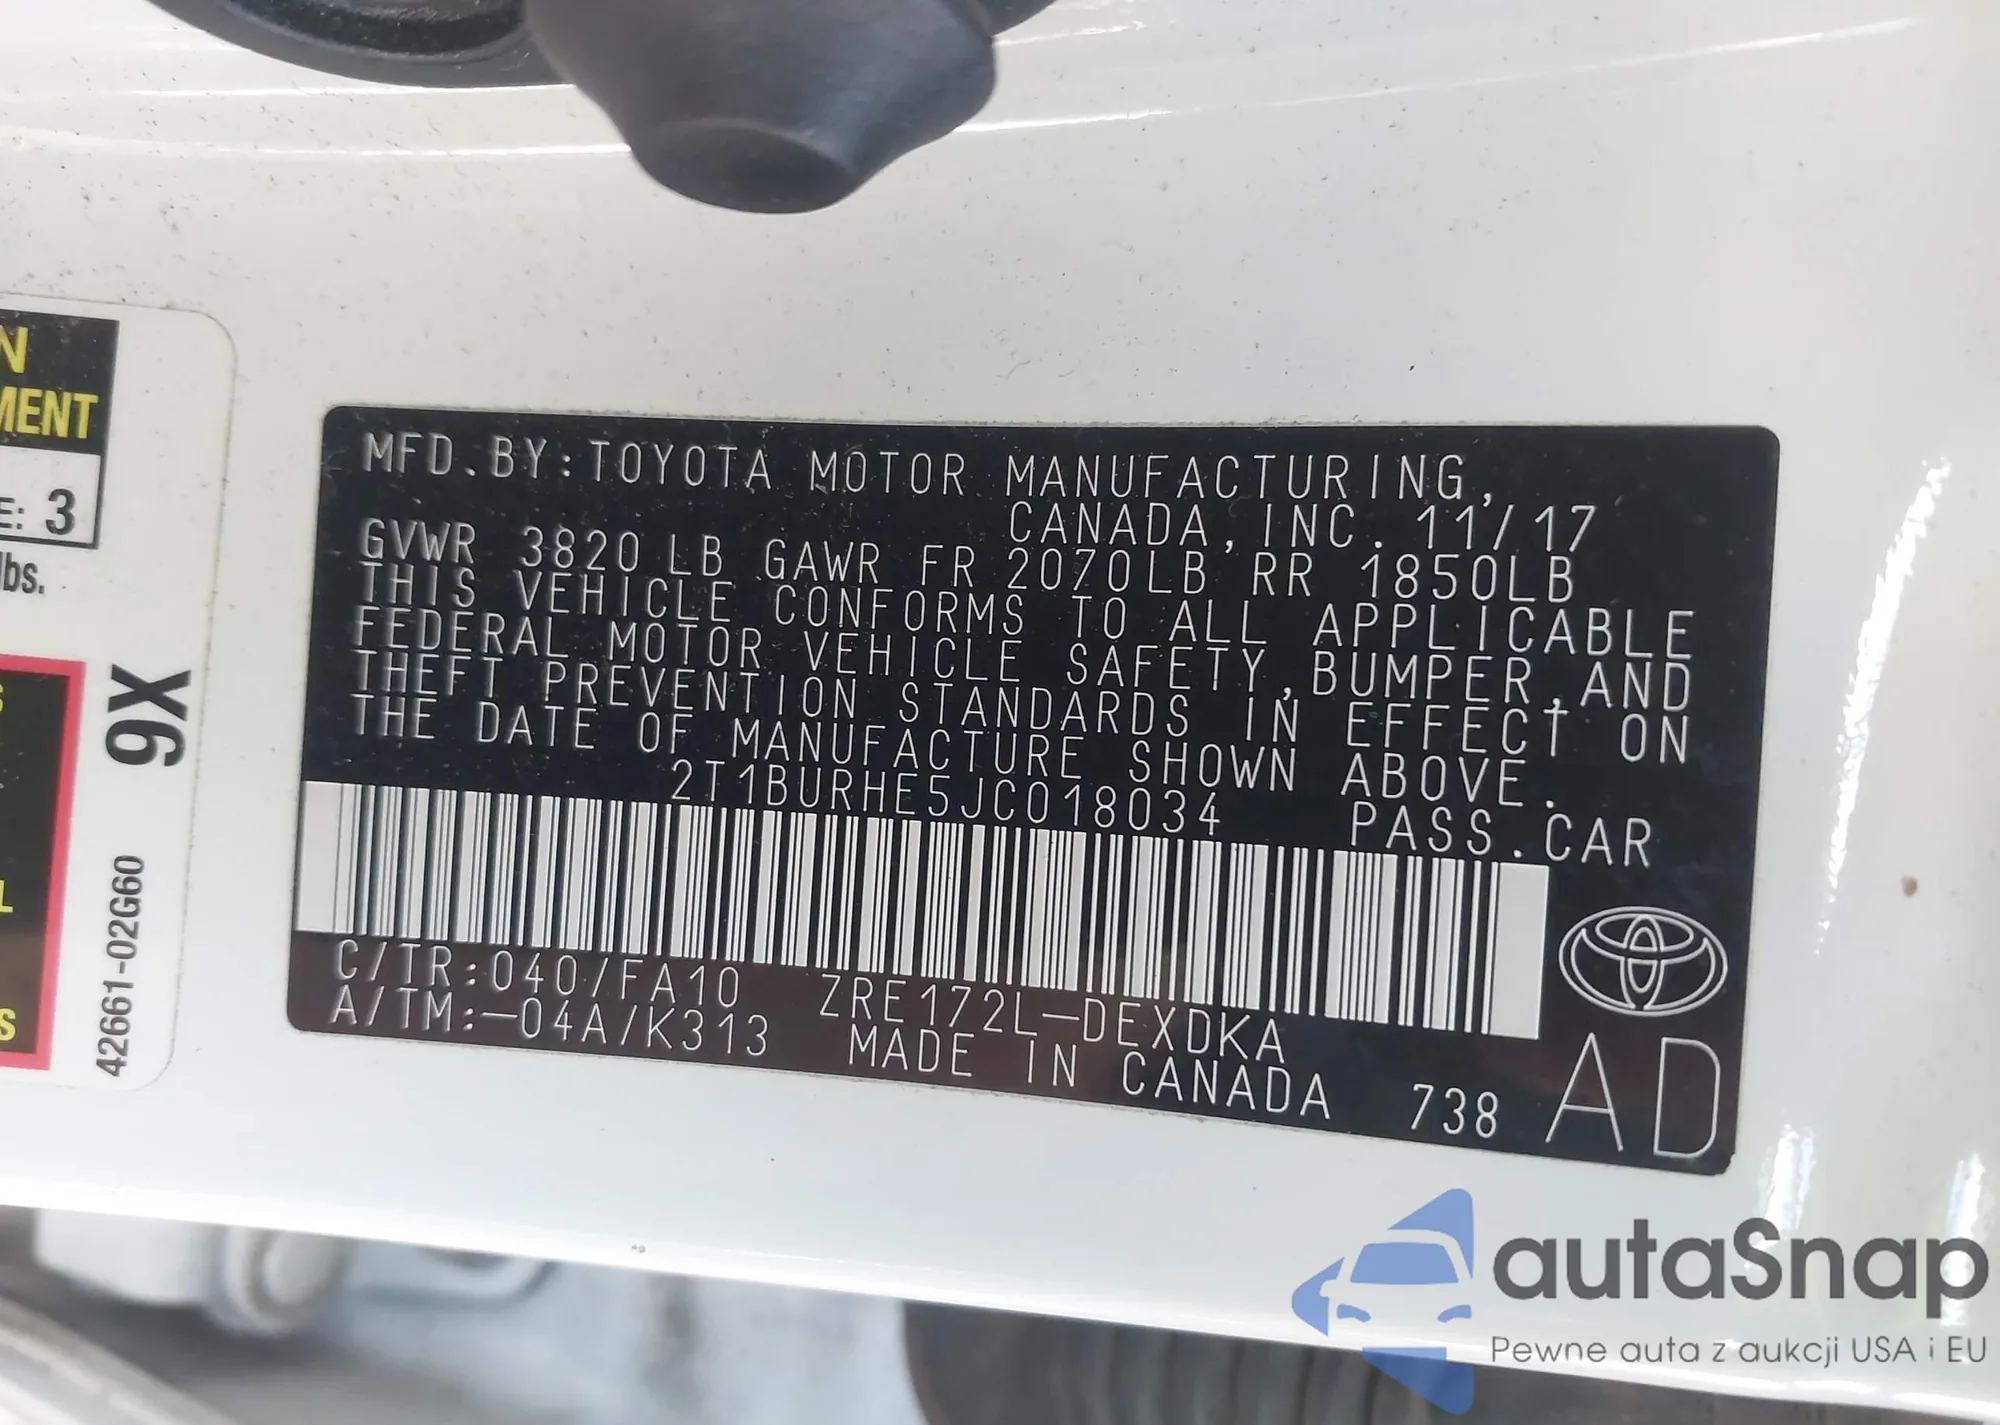 N
MENT
E: 3
lbs.
S
L
S
9X
42661-02G60
MFD.BY:TOYOTA MOTOR MANUFACTURING,
CANADA,INC. 11/17
GVWR 3820 LB GAWR FR 2070LB RR 1850LB
THIS VEHICLE CONFORMS TO ALL APPLICABLE
FEDERAL MOTOR VEHICLE SAFETY,BUMPER,AND
THEFT PREVENTION STANDARDS IN EFFECT ON
THE DATE OF MANUFACTURE SHOWN ABOVE.
2T1BURHE5JC018034 PASS.CAR
C/TR:040/FA10 ZRE172L-DEXDKA
A/TM:-04A/K313 MADE IN CANADA 738
AD
autaSnap
Pewne auta z aukcji USA i EU